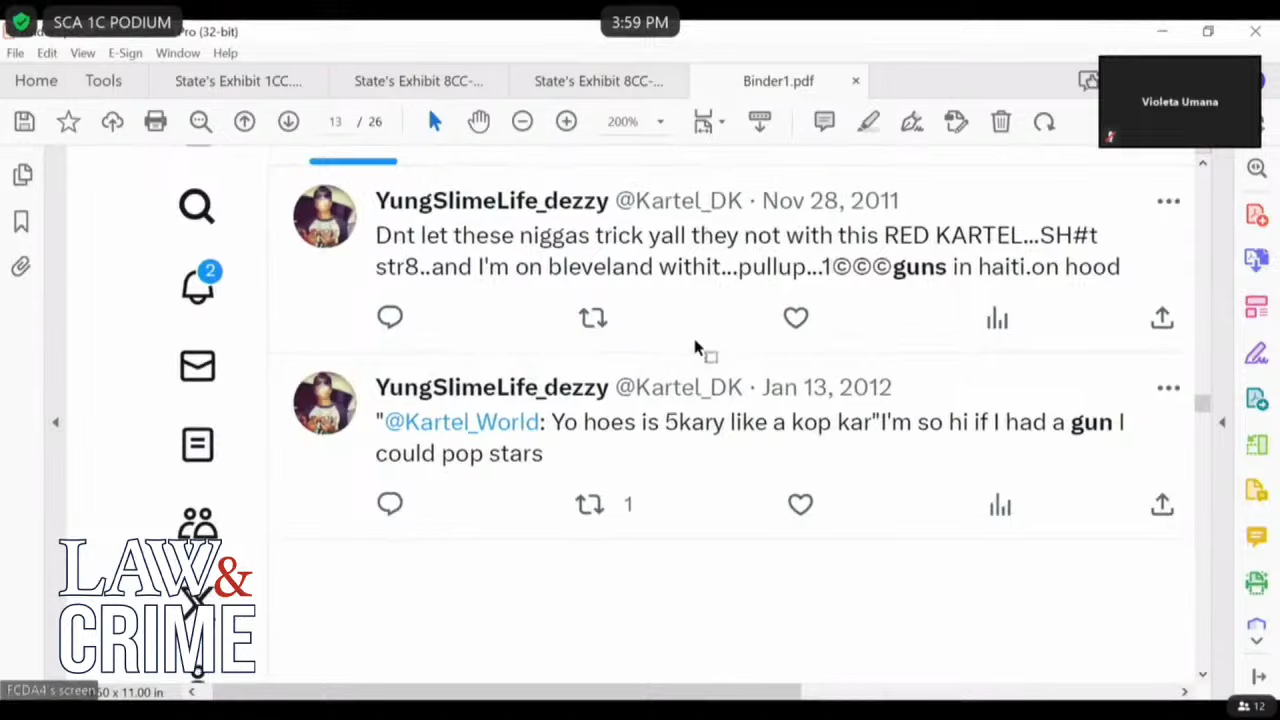 SCA 1C PODIUM
3:59 PM
Pro (32-bit)
File Edit View E-Sign Window Help
Home Tools State's Exhibit 1CC.... State's Exhibit 8CC-... State's Exhibit 8CC-... Binder1.pdf
Violeta Umana
13 / 26 200%
YungSlimeLife_dezzy @Kartel_DK · Nov 28, 2011
Dnt let these niggas trick yall they not with this RED KARTEL...SH#t
str8..and I'm on bleveland withit...pullup...1©©©guns in haiti.on hood
2
YungSlimeLife_dezzy @Kartel_DK · Jan 13, 2012
"@Kartel_World: Yo hoes is 5kary like a kop kar"I'm so hi if I had a gun I
could pop stars
1
LAW&
CRIME
FCDA4's screen
x 11.00 in
12